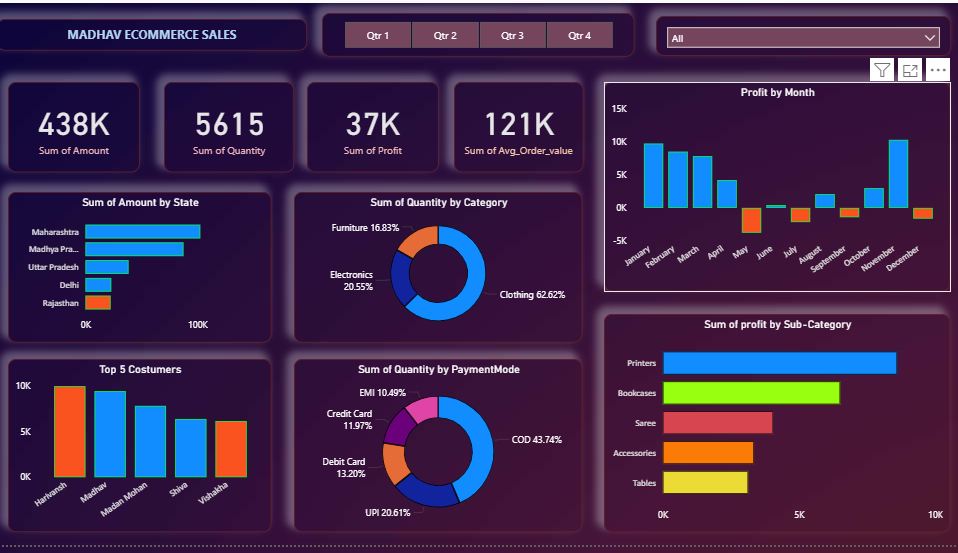 MADHAV ECOMMERCE SALES
Qtr 1
Qtr 2
Qtr 3
Qtr 4
All
438K
Sum of Amount
5615
Sum of Quantity
37K
Sum of Profit
121K
Sum of Avg_Order_value
Profit by Month
15K
10K
5K
0K
-5K
January
February
March
April
May
June
July
August
September
October
November
December
Sum of Amount by State
Maharashtra
Madhya Pra...
Uttar Pradesh
Delhi
Rajasthan
0K
100K
Sum of Quantity by Category
Furniture 16.83%
Electronics
20.55%
Clothing 62.62%
Sum of profit by Sub-Category
Printers
Bookcases
Saree
Accessories
Tables
0K
5K
10K
Top 5 Costumers
10K
5K
0K
Harivansh
Madhav
Madan Mohan
Shiva
Vishakha
Sum of Quantity by PaymentMode
EMI 10.49%
Credit Card
11.97%
Debit Card
13.20%
UPI 20.61%
COD 43.74%